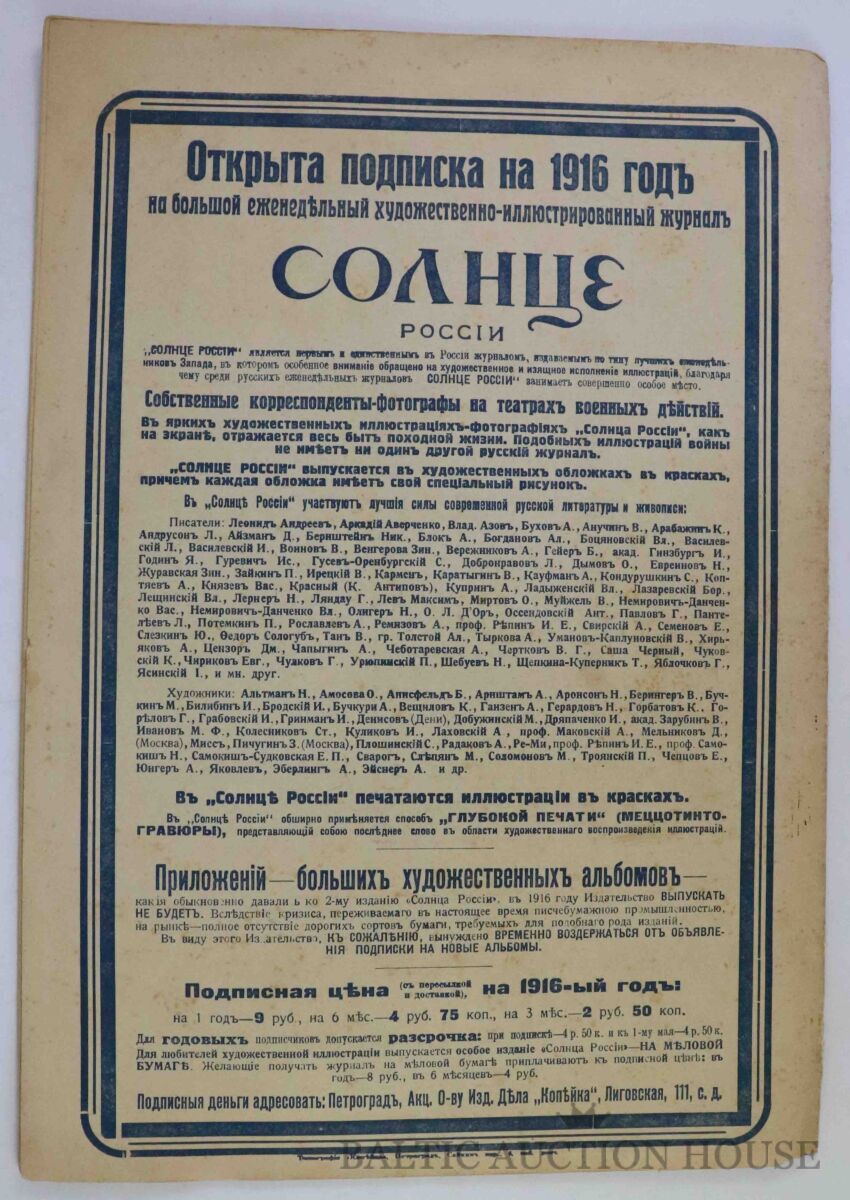 Открыта подписка на 1916 годъ
на большой еженедѣльный художественно-иллюстрированный журналъ
СОЛНЦЕ
РОССІИ
„СОЛНЦЕ РОССІИ“ является первымъ и единственнымъ въ Россіи журналомъ, издаваемымъ по типу лучшихъ еженедѣль-
никовъ Запада, въ которомъ особенное вниманіе обращено на художественное и изящное исполненіе иллюстрацій, благодаря
чему среди русскихъ еженедѣльныхъ журналовъ СОЛНЦЕ РОССІИ“ занимаетъ совершенно особое мѣсто.
Собственные корреспонденты-фотографы на театрахъ военныхъ дѣйствій.
Въ яркихъ художественныхъ иллюстраціяхъ-фотографіяхъ „Солнца Россіи“, какъ
на экранѣ, отражается весь бытъ походной жизни. Подобныхъ иллюстрацій войны
не имѣетъ ни одинъ другой русскій журналъ.
„СОЛНЦЕ РОССІИ“ выпускается въ художественныхъ обложкахъ въ краскахъ,
причемъ каждая обложка имѣетъ свой спеціальный рисунокъ.
Въ „Солнцѣ Россіи“ участвуютъ лучшія силы современной русской литературы и живописи:
Писатели: Леонидъ Андреевъ, Аркадій Аверченко, Влад. Азовъ, Буховъ А., Анучинъ В., Арабажинъ К.,
Андрусонъ Л., Айзманъ Д., Бернштейнъ Ник., Блокъ А., Богдановъ Ал., Боцяновскій Вл., Василев-
скій Л., Василевскій И., Воиновъ В., Венгерова Зин., Вережниковъ А., Гейеръ Б., акад. Гинзбургъ И.,
Годинъ Я., Гуревичъ Ис., Гусевъ-Оренбургскій С., Добронравовъ Л., Дымовъ О., Евреиновъ Н.,
Журавская Зин., Зайкинъ П., Ирецкій В., Карменъ, Каратыгинъ В., Кауфманъ А., Кондурушкинъ С., Коп-
тяевъ А., Князевъ Вас., Красный (К. Антиповъ), Купринъ А., Ладыженскій Вл., Лазаревскій Бор.,
Лещинскій Вл., Лернеръ Н., Ляндау Г., Левъ Максимъ, Миртовъ О., Муйжель В., Немировичъ-Данчен-
ко Вас., Немировичъ-Данченко Вл., Олигеръ Н., О. Л. Д'Оръ, Оссендовскій Ант., Павловъ Г., Панте-
лѣевъ Л., Потемкинъ П., Рославлевъ А., Ремизовъ А., проф. Рѣпинъ И. Е., Свирскій А., Семеновъ Е.,
Слезкинъ Ю., Федоръ Сологубъ, Танъ В., гр. Толстой Ал., Тыркова А., Умановъ-Каплуновскій В., Хирь-
яковъ А., Цензоръ Дм., Чапыгинъ А., Чеботаревская А., Чертковъ В. Г., Саша Черный, Чуков-
скій К., Чириковъ Евг., Чулковъ Г., Урюпинскій П., Шебуевъ Н., Щепкина-Куперникъ Т., Яблочковъ Г.,
Ясинскій І., и мн. друг.
Художники: Альтманъ Н., Амосова О., Анисфельдъ Б., Арнштамъ А., Аронсонъ Н., Берингеръ В., Буч-
кинъ М., Билибинъ И., Бродскій И., Бучкури А., Вещиловъ К., Ганзенъ А., Герардовъ Н., Горбатовъ К., Го-
рѣловъ Г., Грабовскій И., Гринманъ И., Денисовъ (Дени), Добужинскій М., Дряпаченко И., акад. Зарубинъ В.,
Ивановъ М. Ф., Колесниковъ Ст., Куликовъ И., Лаховскій А , проф. Маковскій А., Мельниковъ Д.,
(Москва), Миссъ, Пичугинъ З. (Москва), Плошинскій С., Радаковъ А., Ре-Ми, проф. Рѣпинъ И. Е., проф. Само-
кишъ Н., Самокишъ-Судковская Е. П., Сварогъ, Слѣпянъ М., Соломоновъ М., Троянскій П., Чепцовъ Е.,
Юнгеръ А., Яковлевъ, Эберлингъ А., Эйснеръ А. и др.
Въ „Солнцѣ Россіи“ печатаются иллюстраціи въ краскахъ.
Въ „Солнцѣ Россіи“ обширно примѣняется способъ „ГЛУБОКОЙ ПЕЧАТИ“ (МЕЦЦОТИНТО-
ГРАВЮРЫ), представляющій собою послѣднее слово въ области художественнаго воспроизведенія иллюстрацій.
Приложеній—большихъ художественныхъ альбомовъ—
какія обыкновенно давали ь ко 2-му изданію «Солнца Россіи», въ 1916 году Издательство ВЫПУСКАТЬ
НЕ БУДЕТЪ. Вслѣдствіе кризиса, переживаемаго въ настоящее время писчебумажною промышленностью,
на рынкѣ—полное отсутствіе дорогихъ сортовъ бумаги, требуемыхъ для подобнаго рода изданій.
Въ виду этого Издательство, КЪ СОЖАЛѢНІЮ, вынуждено ВРЕМЕННО ВОЗДЕРЖАТЬСЯ ОТЪ ОБЪЯВЛЕ-
НІЯ ПОДПИСКИ НА НОВЫЕ АЛЬБОМЫ.
Подписная цѣна (съ пересылкой и доставкой), на 1916-ый годъ:
на 1 годъ—9 руб., на 6 мѣс.—4 руб. 75 коп., на 3 мѣс.—2 руб. 50 коп.
Для ГОДОВЫХЪ подписчиковъ допускается разсрочка: при подпискѣ—4 р. 50 к. и къ 1-му мая—4 р. 50 к.
Для любителей художественной иллюстраціи выпускается особое изданіе «Солнца Россіи»—НА МѢЛОВОЙ
БУМАГѢ. Желающіе получать журналъ на мѣловой бумагѣ приплачиваютъ къ подписной цѣнѣ: въ
годъ—8 руб., въ 6 мѣсяцевъ—4 руб.
Подписныя деньги адресовать: Петроградъ, Акц. О-ву Изд. Дѣла „Копѣйка“, Лиговская, 111, с. д.
BALTIC AUCTION HOUSE